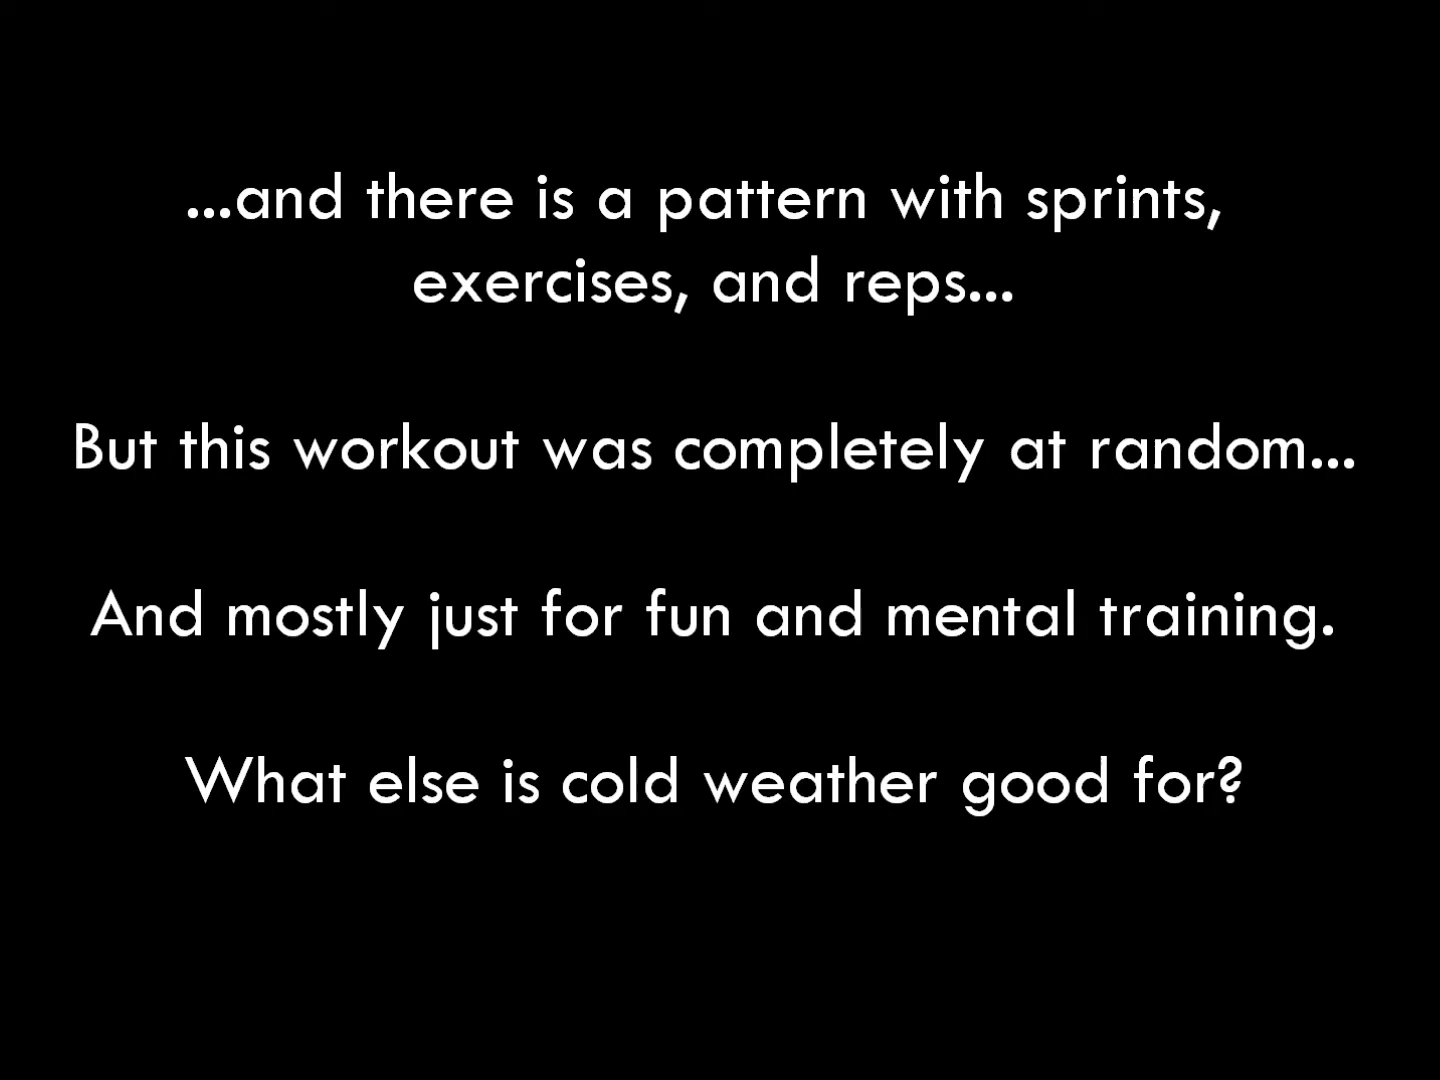 ...and there is a pattern with sprints,
exercises, and reps...
But this workout was completely at random...
And mostly just for fun and mental training.
What else is cold weather good for?